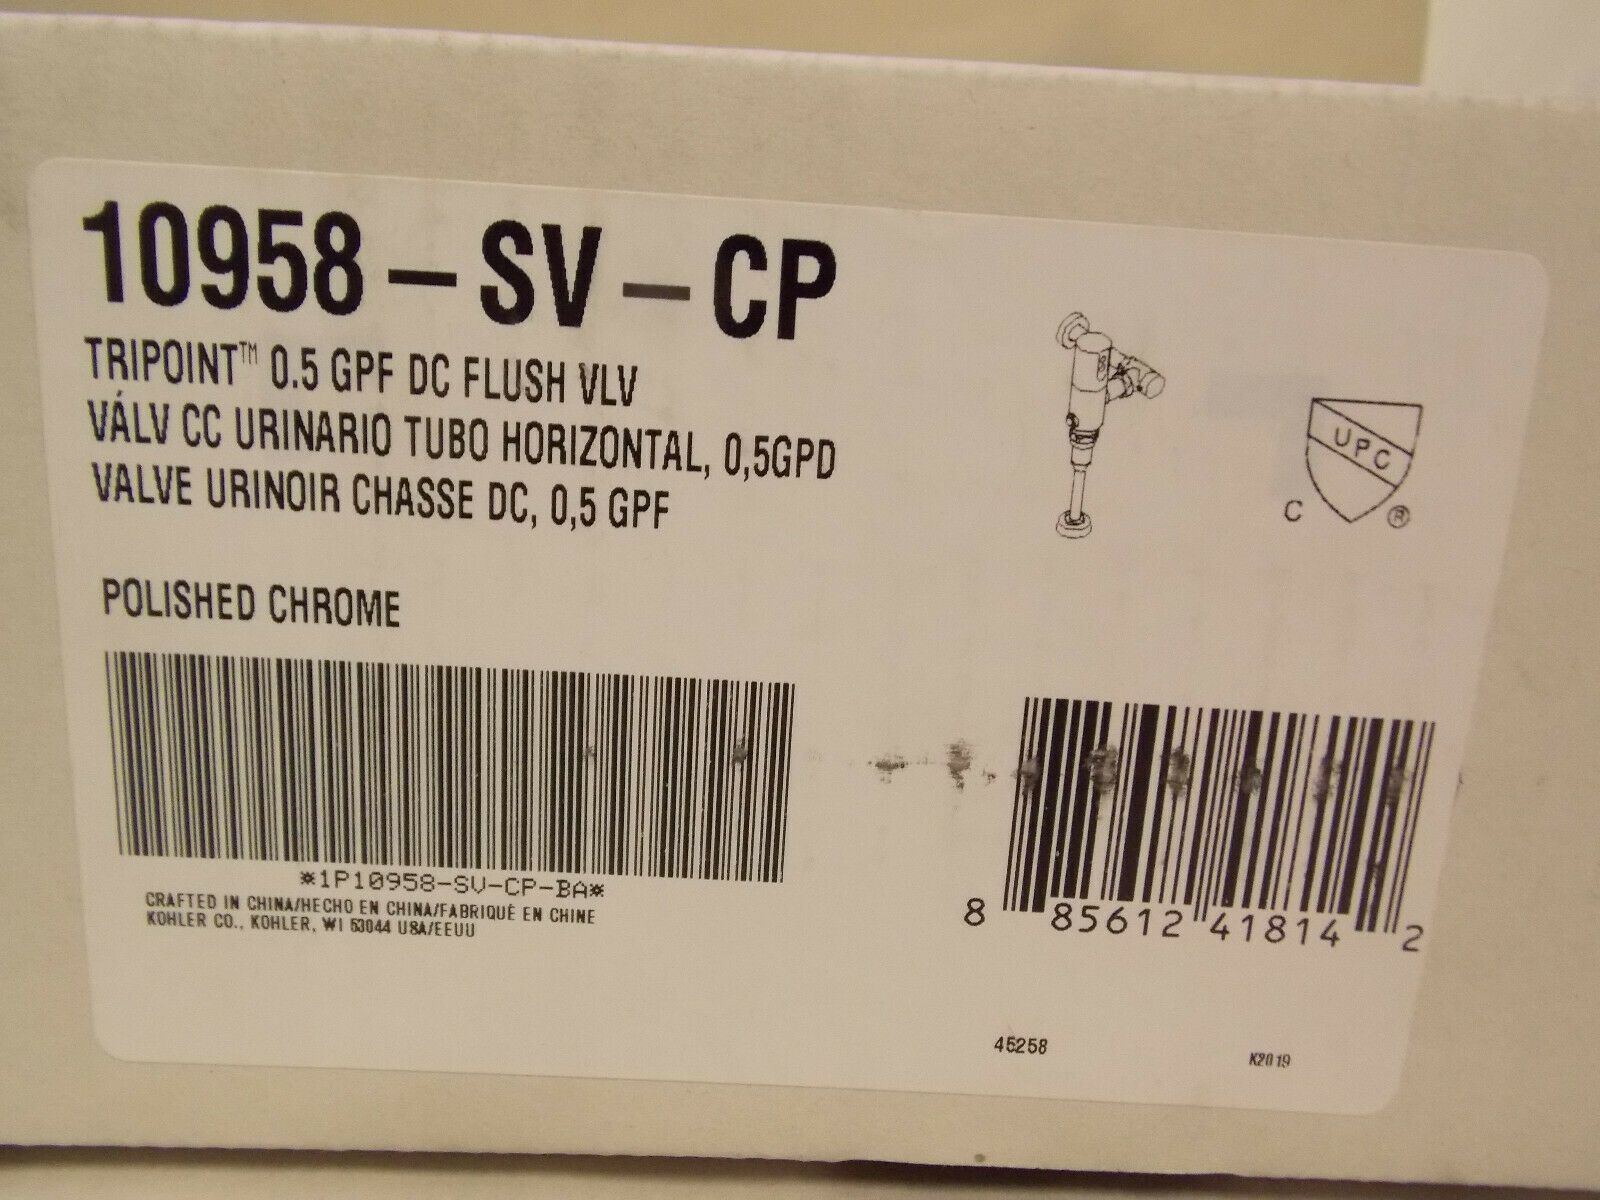 10958-SV-CP
TRIPOINT™ 0.5 GPF DC FLUSH VLV
VÁLV CC URINARIO TUBO HORIZONTAL, 0,5GPD
VALVE URINOIR CHASSE DC, 0,5 GPF
UPC
C ®
POLISHED CHROME
*1P10958-SV-CP-BA*
CRAFTED IN CHINA/HECHO EN CHINA/FABRIQUÉ EN CHINE
KOHLER CO., KOHLER, WI 53044 USA/EEUU
8 85612 41814 2
45258
K2019